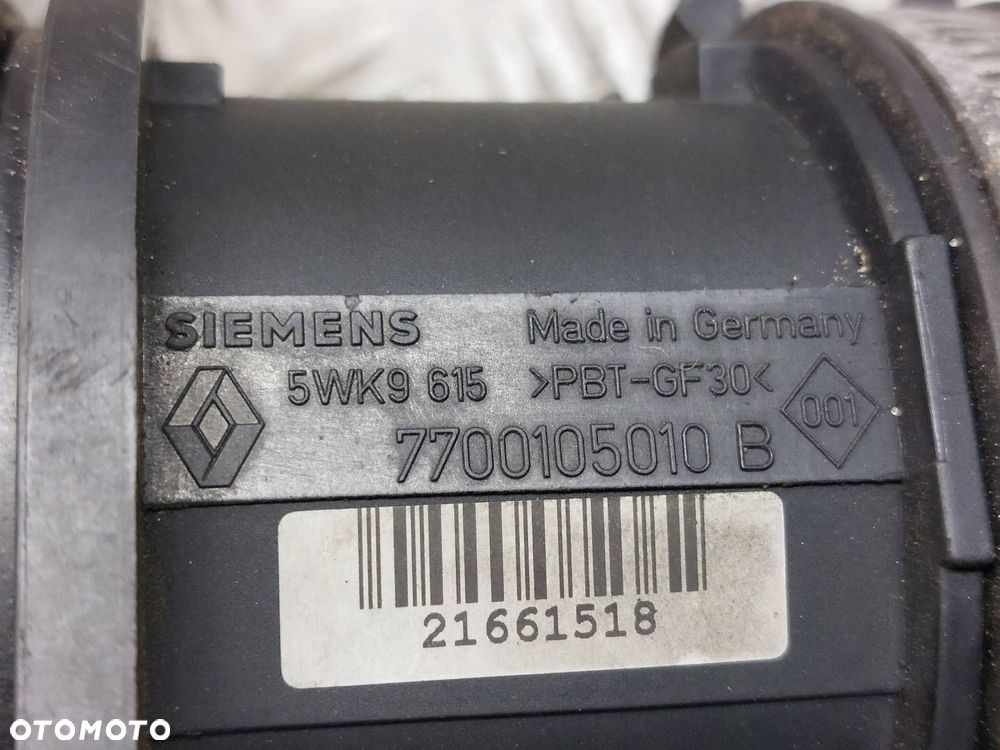 SIEMENS Made in Germany
5WK9 615 >PBT-GF30<
7700105010 B 001
21661518
OTOMOTO